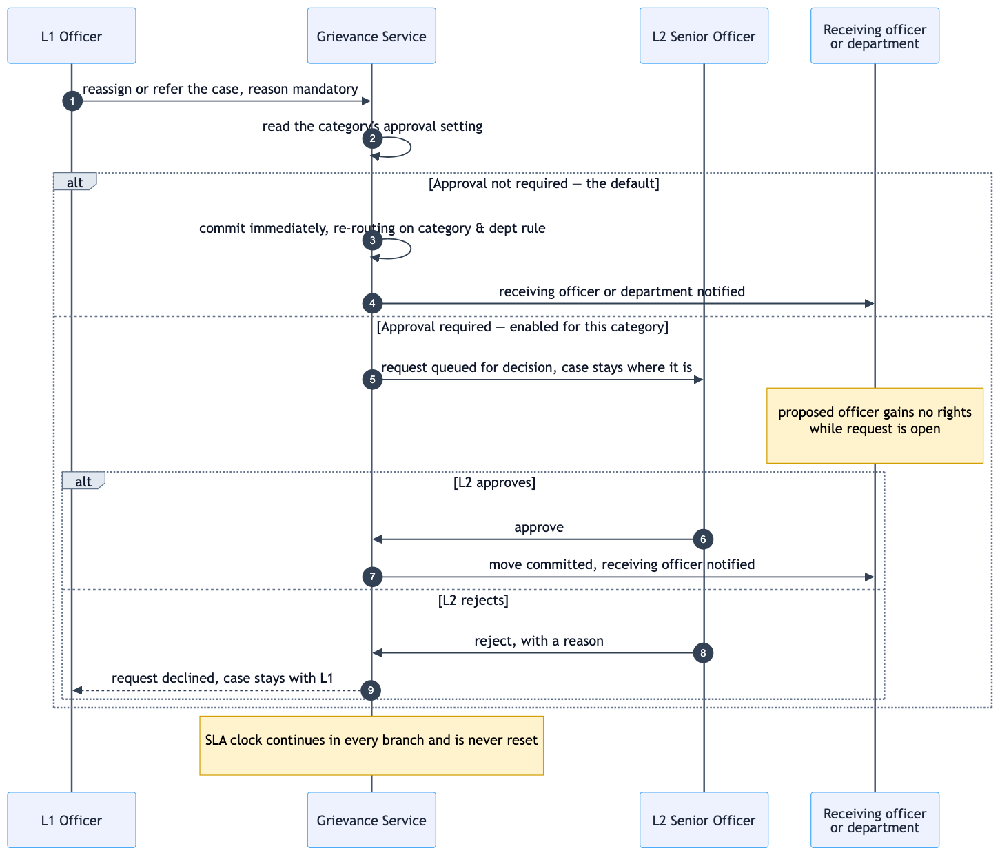 L1 Officer
Grievance Service
L2 Senior Officer
Receiving officer
or department
reassign or refer the case, reason mandatory
1
read the category's approval setting
2
alt
[Approval not required — the default]
commit immediately, re-routing on category & dept rule
3
receiving officer or department notified
4
[Approval required — enabled for this category]
request queued for decision, case stays where it is
5
proposed officer gains no rights
while request is open
alt
[L2 approves]
approve
6
move committed, receiving officer notified
7
[L2 rejects]
reject, with a reason
8
request declined, case stays with L1
9
SLA clock continues in every branch and is never reset
L1 Officer
Grievance Service
L2 Senior Officer
Receiving officer
or department